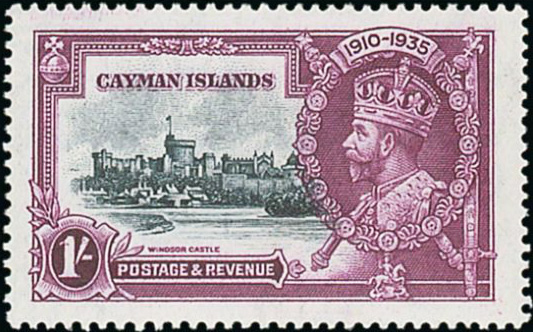 1910-1935
CAYMAN ISLANDS
WINDSOR CASTLE
1/-
POSTAGE & REVENUE